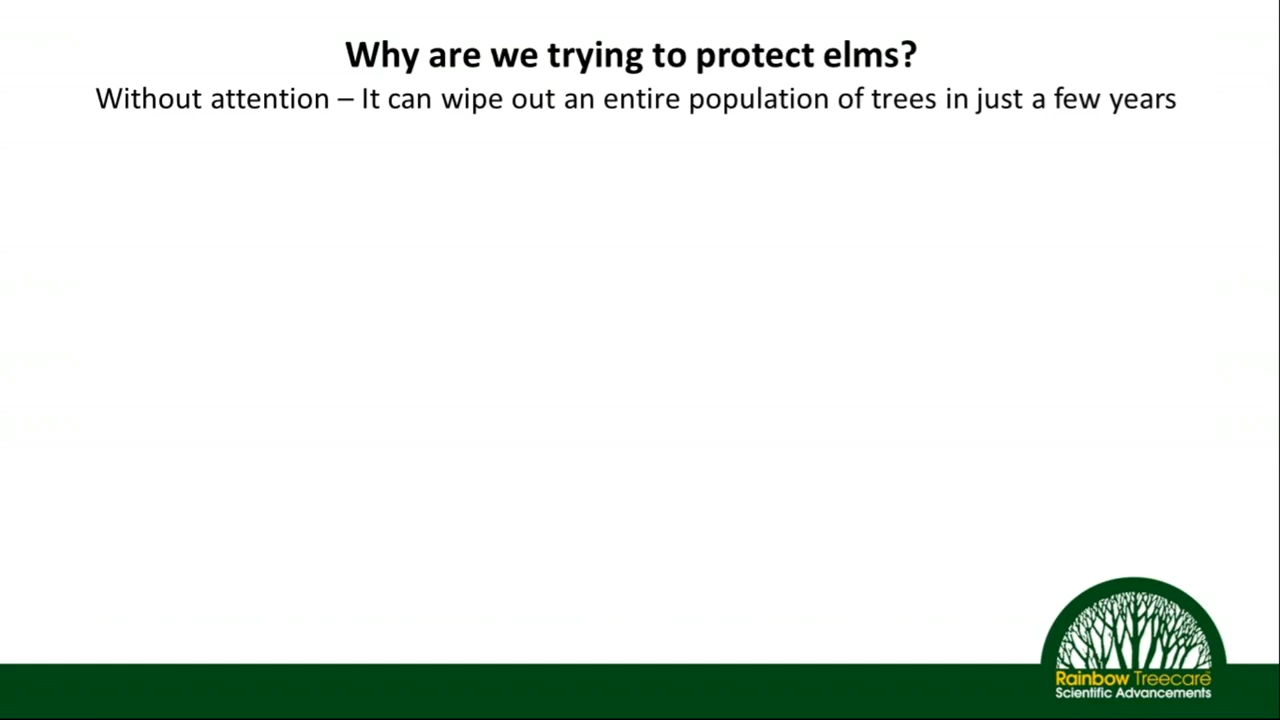 Why are we trying to protect elms?
Without attention – It can wipe out an entire population of trees in just a few years
Rainbow Treecare
Scientific Advancements